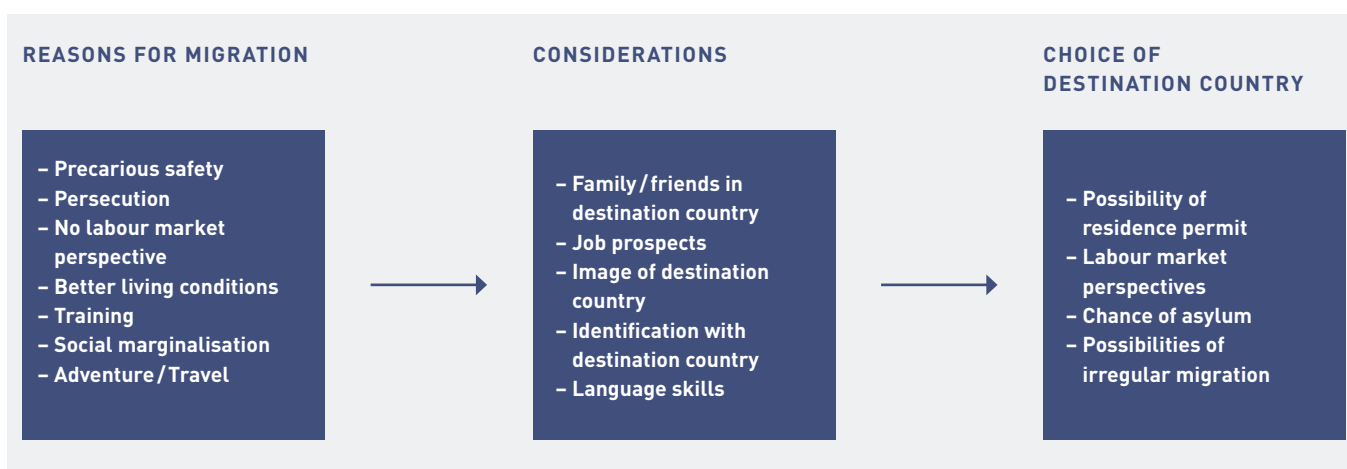 REASONS FOR MIGRATION
– Precarious safety
– Persecution
– No labour market
perspective
– Better living conditions
– Training
– Social marginalisation
– Adventure/Travel
CONSIDERATIONS
– Family/friends in
destination country
– Job prospects
– Image of destination
country
– Identification with
destination country
– Language skills
CHOICE OF
DESTINATION COUNTRY
– Possibility of
residence permit
– Labour market
perspectives
– Chance of asylum
– Possibilities of
irregular migration